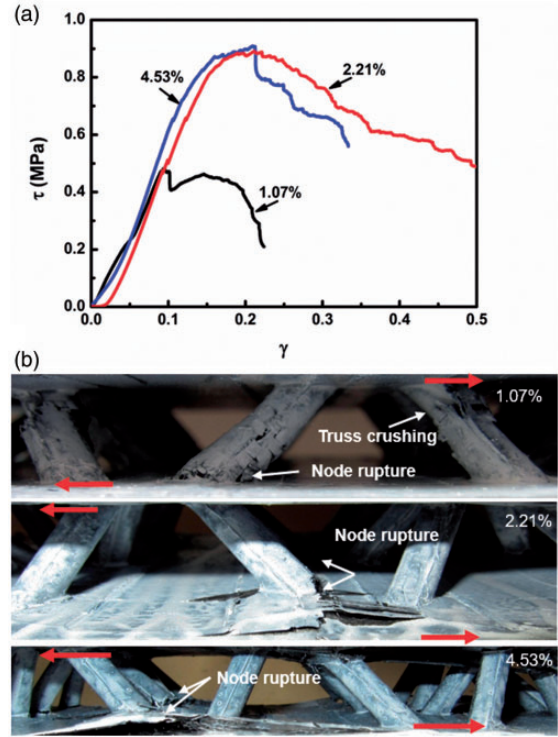 (a)
1.0
0.8
0.6
0.4
0.2
0.0
τ (MPa)
4.53%
2.21%
1.07%
0.0 0.1 0.2 0.3 0.4 0.5
γ
(b)
1.07%
Truss crushing
Node rupture
2.21%
Node rupture
4.53%
Node rupture